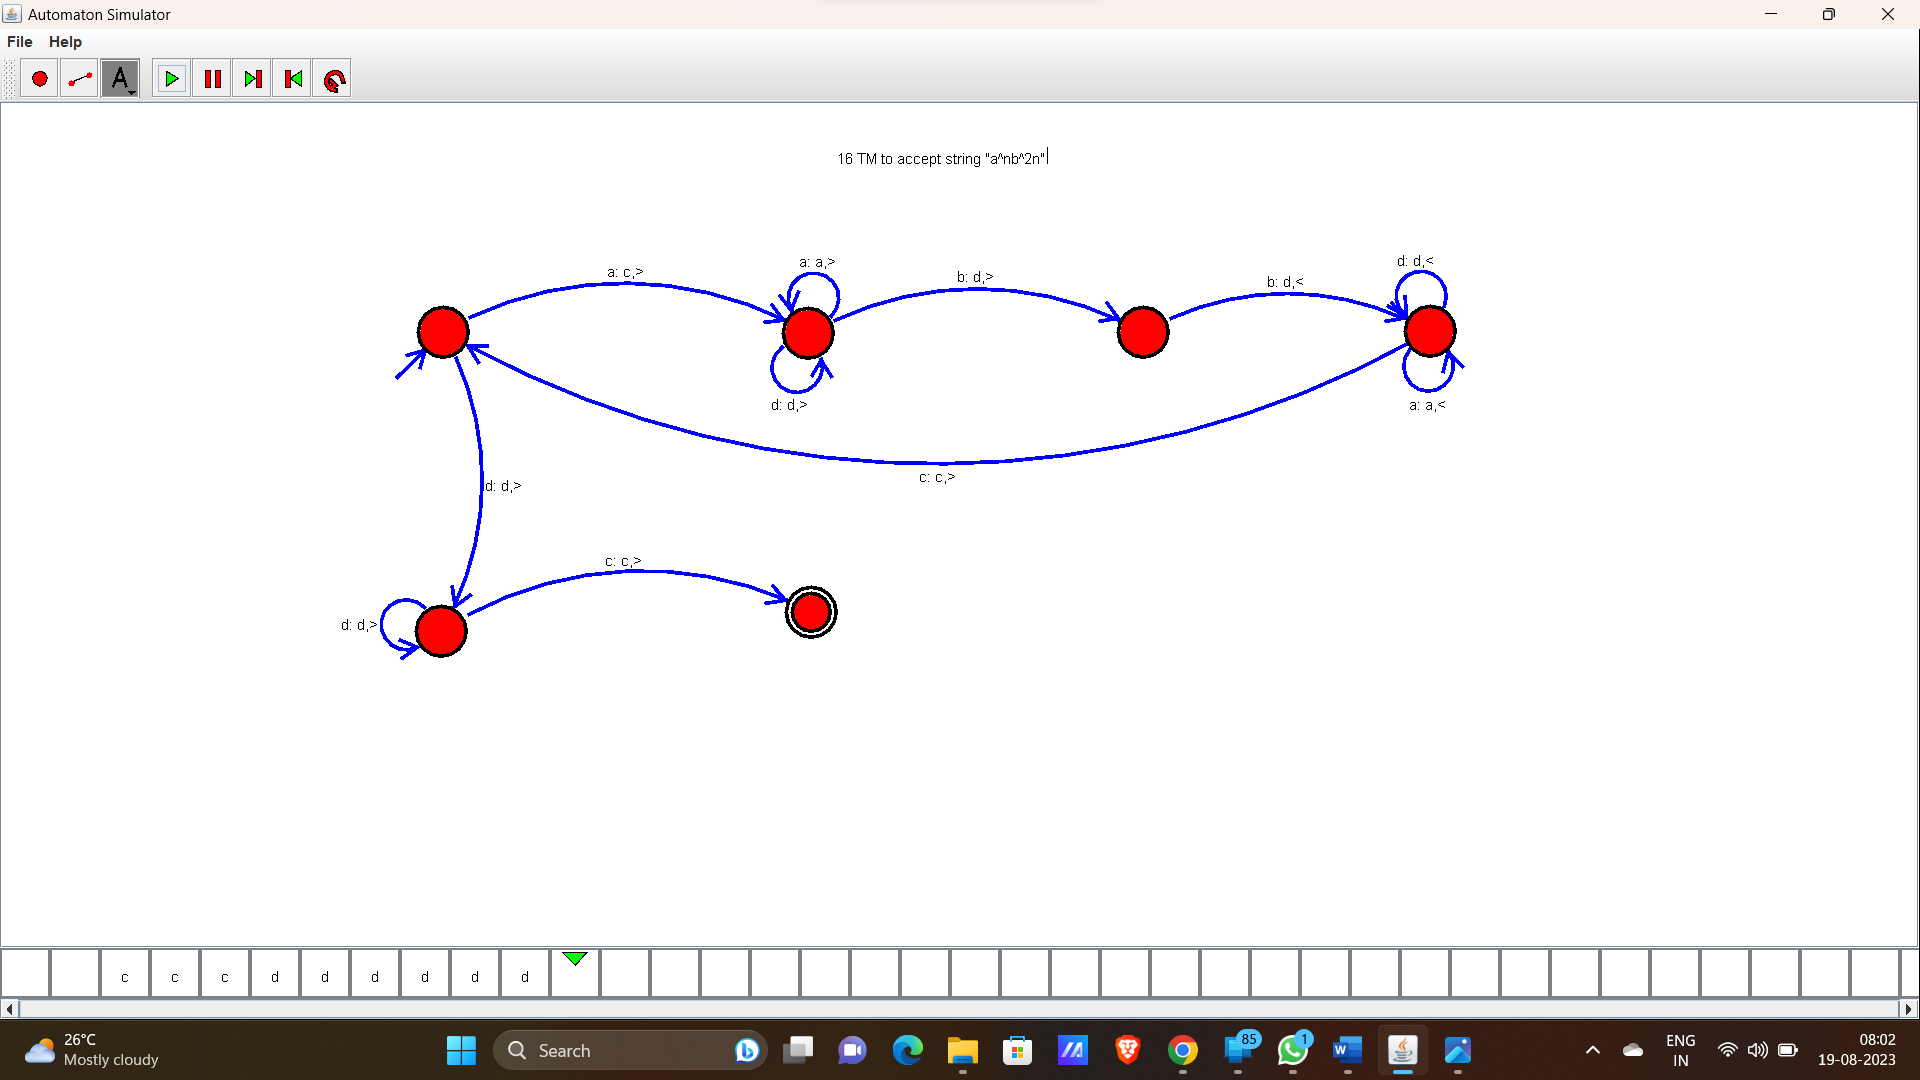 Automaton Simulator
File Help
A
16 TM to accept string "a^nb^2n"
a: c,>
a: a,>
b: d,>
b: d,<
d: d,<
d: d,>
a: a,<
c: c,>
d: d,>
c: c,>
d: d,>
c c c d d d d d d
26°C
Mostly cloudy
Search
85
1
ENG
IN
08:02
19-08-2023